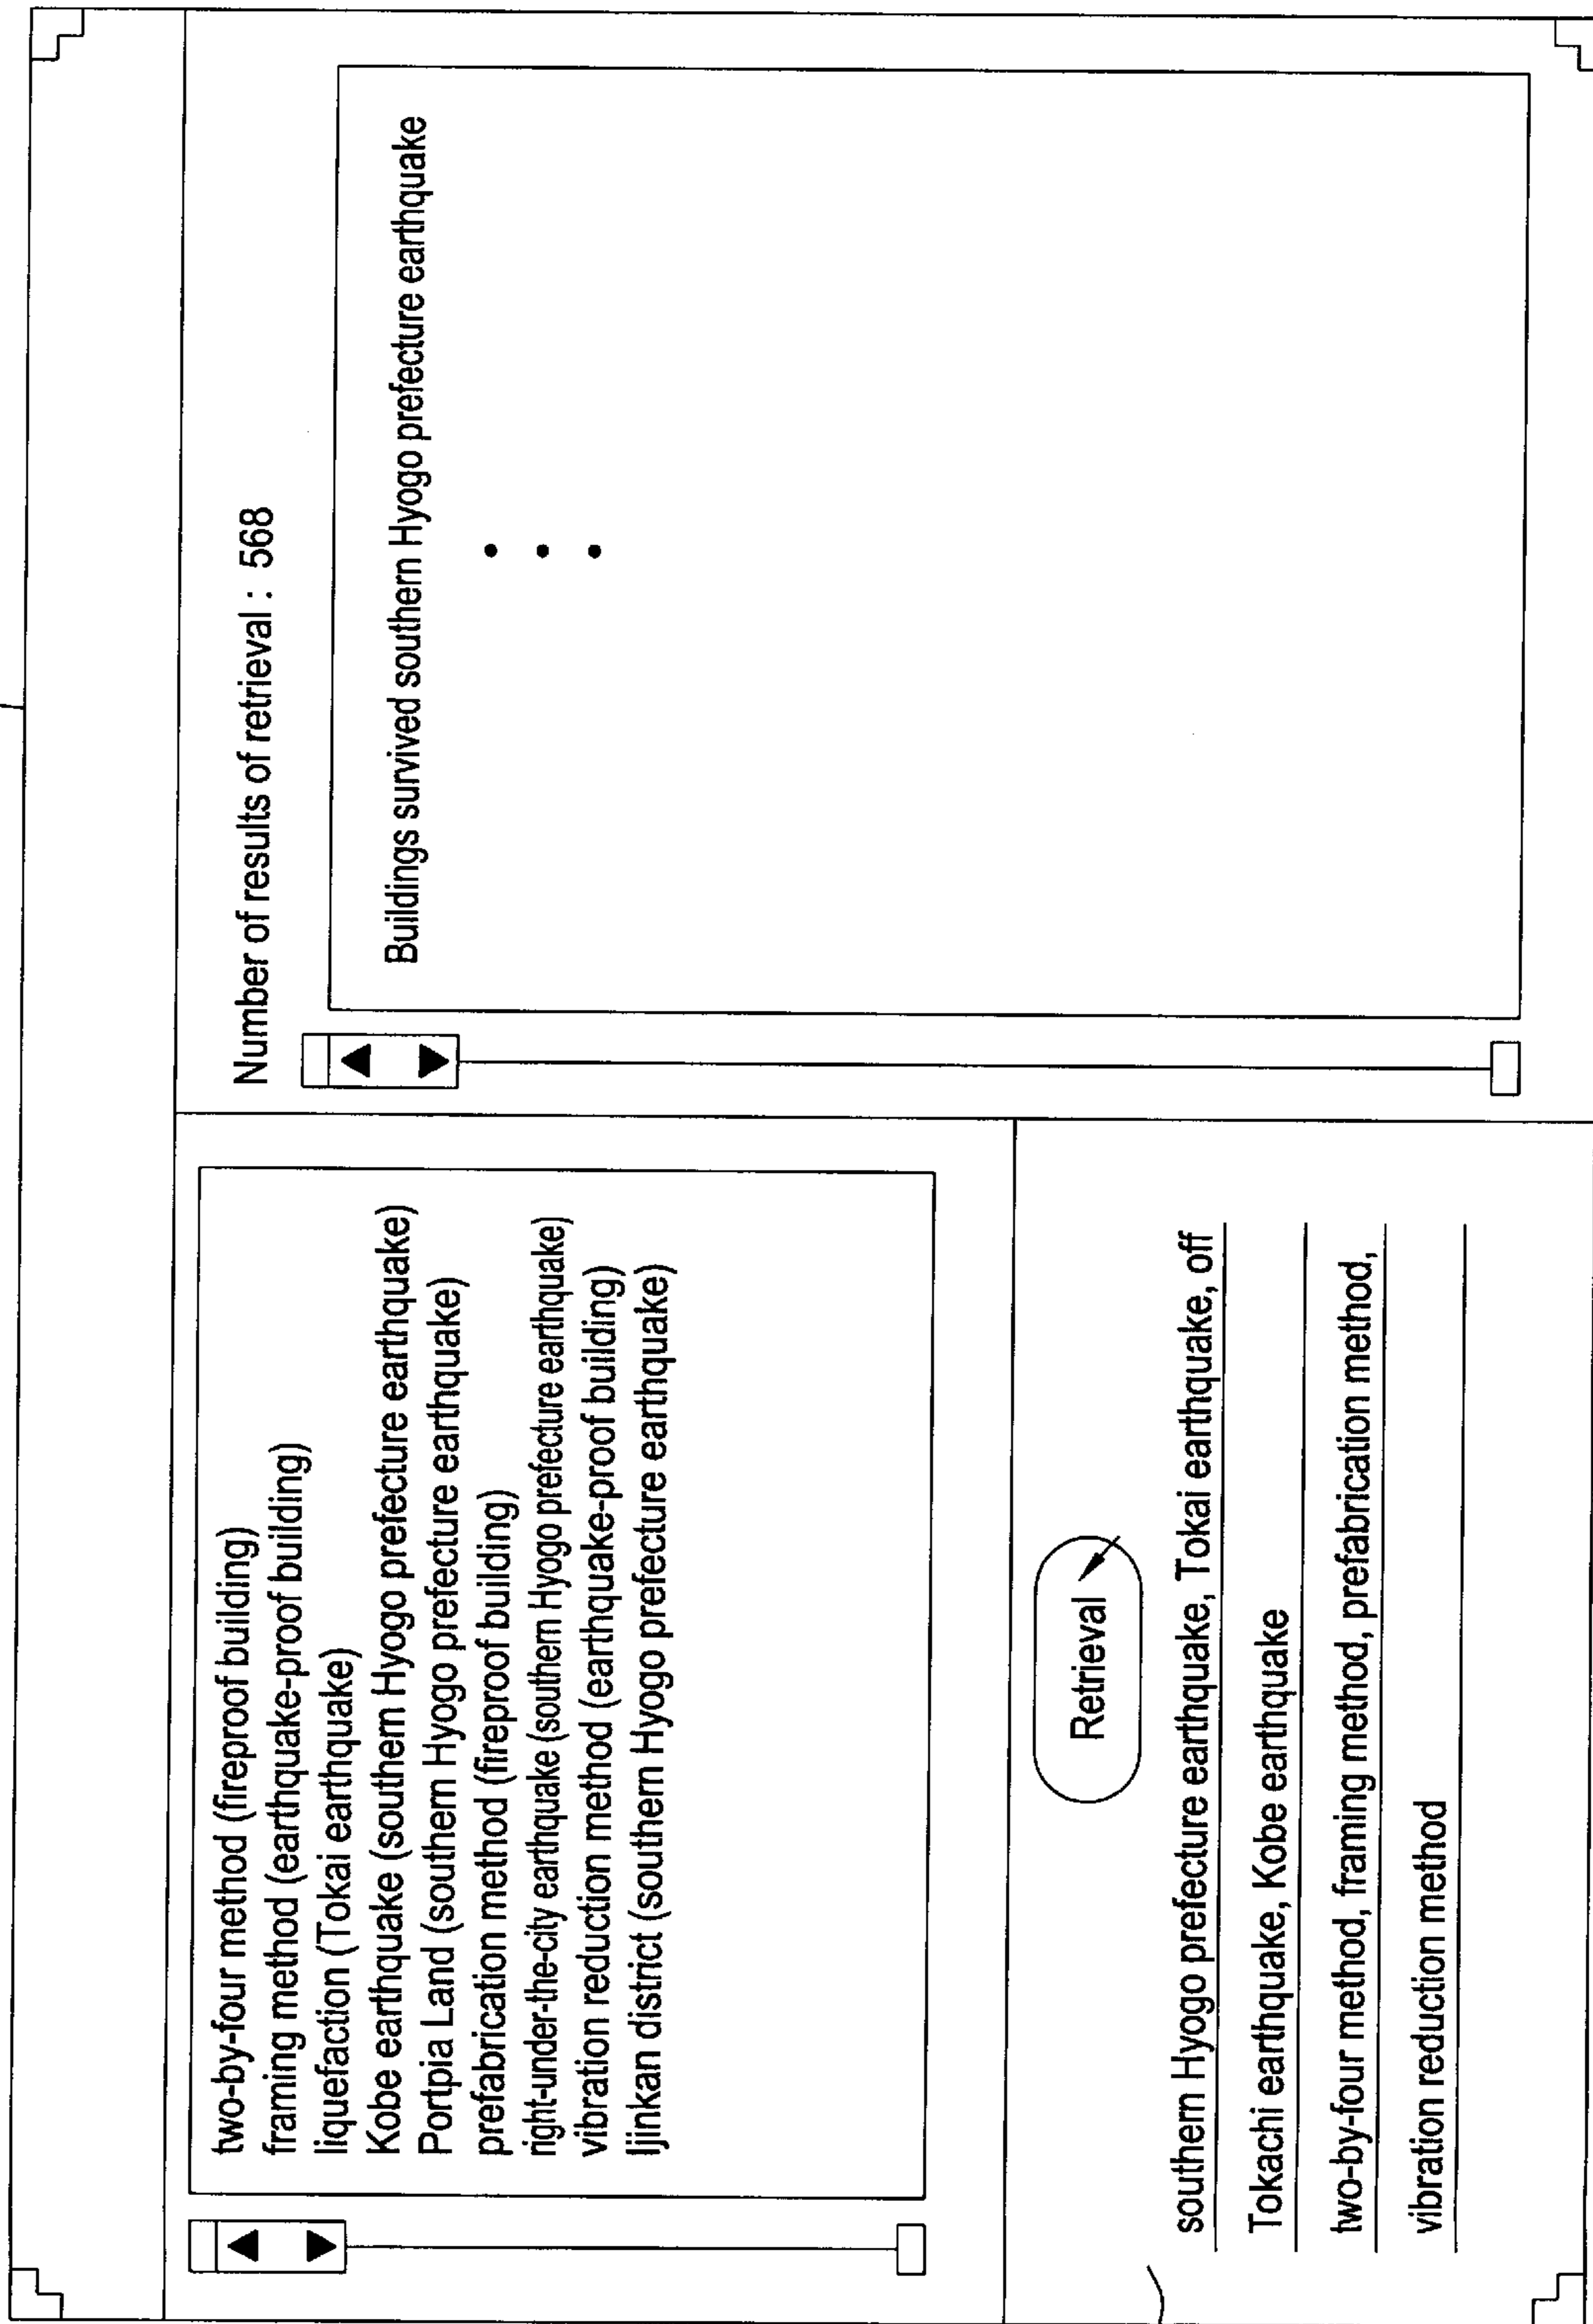 two-by-four method (fireproof building)
framing method (earthquake-proof building)
liquefaction (Tokai earthquake)
Kobe earthquake (southern Hyogo prefecture earthquake)
Portpia Land (southern Hyogo prefecture earthquake)
prefabrication method (fireproof building)
right-under-the-city earthquake (southern Hyogo prefecture earthquake)
vibration reduction method (earthquake-proof building)
Ijinkan district (southern Hyogo prefecture earthquake)
Retrieval
southern Hyogo prefecture earthquake, Tokai earthquake, off
Tokachi earthquake, Kobe earthquake
two-by-four method, framing method, prefabrication method,
vibration reduction method
Number of results of retrieval : 568
Buildings survived southern Hyogo prefecture earthquake